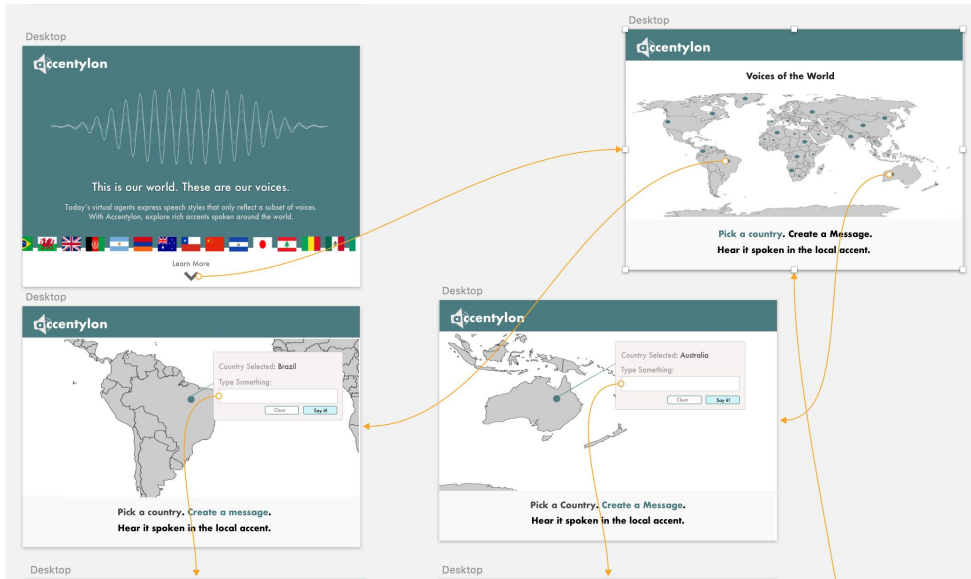 Desktop
accentylon
This is our world. These are our voices.
Today's virtual agents express speech styles that only reflect a subset of voices.
With Accentylon, explore rich accents spoken around the world.
Learn More
Desktop
accentylon
Voices of the World
Pick a country. Create a Message.
Hear it spoken in the local accent.
Desktop
accentylon
Country Selected: Brazil
Type Something:
Clear
Say it!
Pick a country. Create a message.
Hear it spoken in the local accent.
Desktop
accentylon
Country Selected: Australia
Type Something:
Clear
Say it!
Pick a Country. Create a Message.
Hear it spoken in the local accent.
Desktop
Desktop